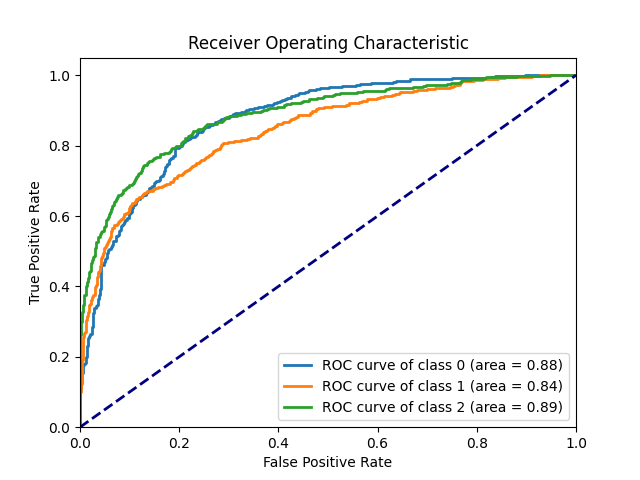 Receiver Operating Characteristic
1.0
0.8
0.6
0.4
0.2
0.0
True Positive Rate
0.0 0.2 0.4 0.6 0.8 1.0
False Positive Rate
ROC curve of class 0 (area = 0.88)
ROC curve of class 1 (area = 0.84)
ROC curve of class 2 (area = 0.89)